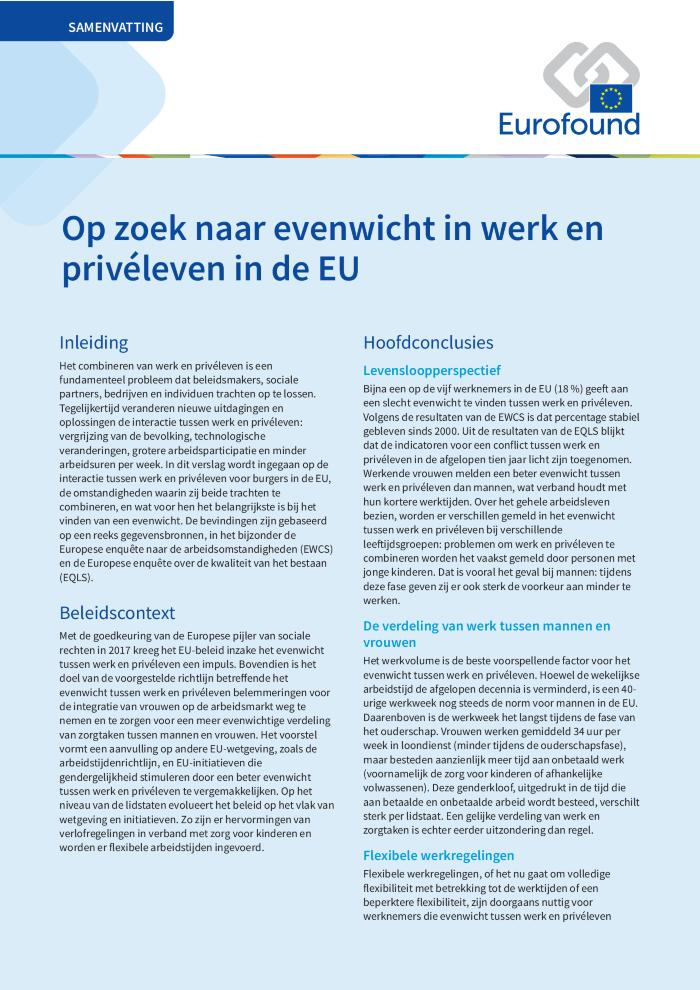 SAMENVATTING
Eurofound
Op zoek naar evenwicht in werk en
privéleven in de EU
Inleiding
Het combineren van werk en privéleven is een
fundamenteel probleem dat beleidsmakers, sociale
partners, bedrijven en individuen trachten op te lossen.
Tegelijkertijd veranderen nieuwe uitdagingen en
oplossingen de interactie tussen werk en privéleven:
vergrijzing van de bevolking, technologische
veranderingen, grotere arbeidsparticipatie en minder
arbeidsuren per week. In dit verslag wordt ingegaan op de
interactie tussen werk en privéleven voor burgers in de EU,
de omstandigheden waarin zij beide trachten te
combineren, en wat voor hen het belangrijkste is bij het
vinden van een evenwicht. De bevindingen zijn gebaseerd
op een reeks gegevensbronnen, in het bijzonder de
Europese enquête naar de arbeidsomstandigheden (EWCS)
en de Europese enquête over de kwaliteit van het bestaan
(EQLS).
Beleidscontext
Met de goedkeuring van de Europese pijler van sociale
rechten in 2017 kreeg het EU-beleid inzake het evenwicht
tussen werk en privéleven een impuls. Bovendien is het
doel van de voorgestelde richtlijn betreffende het
evenwicht tussen werk en privéleven belemmeringen voor
de integratie van vrouwen op de arbeidsmarkt weg te
nemen en te zorgen voor een meer evenwichtige verdeling
van zorgtaken tussen mannen en vrouwen. Het voorstel
vormt een aanvulling op andere EU-wetgeving, zoals de
arbeidstijdenrichtlijn, en EU-initiatieven die
gendergelijkheid stimuleren door een beter evenwicht
tussen werk en privéleven te vergemakkelijken. Op het
niveau van de lidstaten evolueert het beleid op het vlak van
wetgeving en initiatieven. Zo zijn er hervormingen van
verlofregelingen in verband met zorg voor kinderen en
worden er flexibele arbeidstijden ingevoerd.
Hoofdconclusies
Levensloopperspectief
Bijna een op de vijf werknemers in de EU (18 %) geeft aan
een slecht evenwicht te vinden tussen werk en privéleven.
Volgens de resultaten van de EWCS is dat percentage stabiel
gebleven sinds 2000. Uit de resultaten van de EQLS blijkt
dat de indicatoren voor een conflict tussen werk en
privéleven in de afgelopen tien jaar licht zijn toegenomen.
Werkende vrouwen melden een beter evenwicht tussen
werk en privéleven dan mannen, wat verband houdt met
hun kortere werktijden. Over het gehele arbeidsleven
bezien, worden er verschillen gemeld in het evenwicht
tussen werk en privéleven bij verschillende
leeftijdsgroepen: problemen om werk en privéleven te
combineren worden het vaakst gemeld door personen met
jonge kinderen. Dat is vooral het geval bij mannen: tijdens
deze fase geven zij er ook sterk de voorkeur aan minder te
werken.
De verdeling van werk tussen mannen en
vrouwen
Het werkvolume is de beste voorspellende factor voor het
evenwicht tussen werk en privéleven. Hoewel de wekelijkse
arbeidstijd de afgelopen decennia is verminderd, is een 40-
urige werkweek nog steeds de norm voor mannen in de EU.
Daarenboven is de werkweek het langst tijdens de fase van
het ouderschap. Vrouwen werken gemiddeld 34 uur per
week in loondienst (minder tijdens de ouderschapsfase),
maar besteden aanzienlijk meer tijd aan onbetaald werk
(voornamelijk de zorg voor kinderen of afhankelijke
volwassenen). Deze genderkloof, uitgedrukt in de tijd die
aan betaalde en onbetaalde arbeid wordt besteed, verschilt
sterk per lidstaat. Een gelijke verdeling van werk en
zorgtaken is echter eerder uitzondering dan regel.
Flexibele werkregelingen
Flexibele werkregelingen, of het nu gaat om volledige
flexibiliteit met betrekking tot de werktijden of een
beperktere flexibiliteit, zijn doorgaans nuttig voor
werknemers die evenwicht tussen werk en privéleven